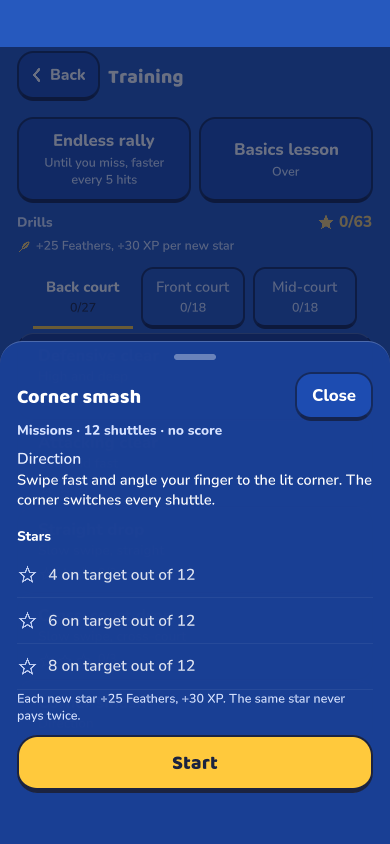 Back
Training
Endless rally
Until you miss, faster
every 5 hits
Basics lesson
Over
Drills
0/63
+25 Feathers, +30 XP per new star
Back court
0/27
Front court
0/18
Mid-court
0/18
Corner smash
Close
Missions · 12 shuttles · no score
Direction
Swipe fast and angle your finger to the lit corner. The
corner switches every shuttle.
Stars
4 on target out of 12
6 on target out of 12
8 on target out of 12
Each new star +25 Feathers, +30 XP. The same star never
pays twice.
Start